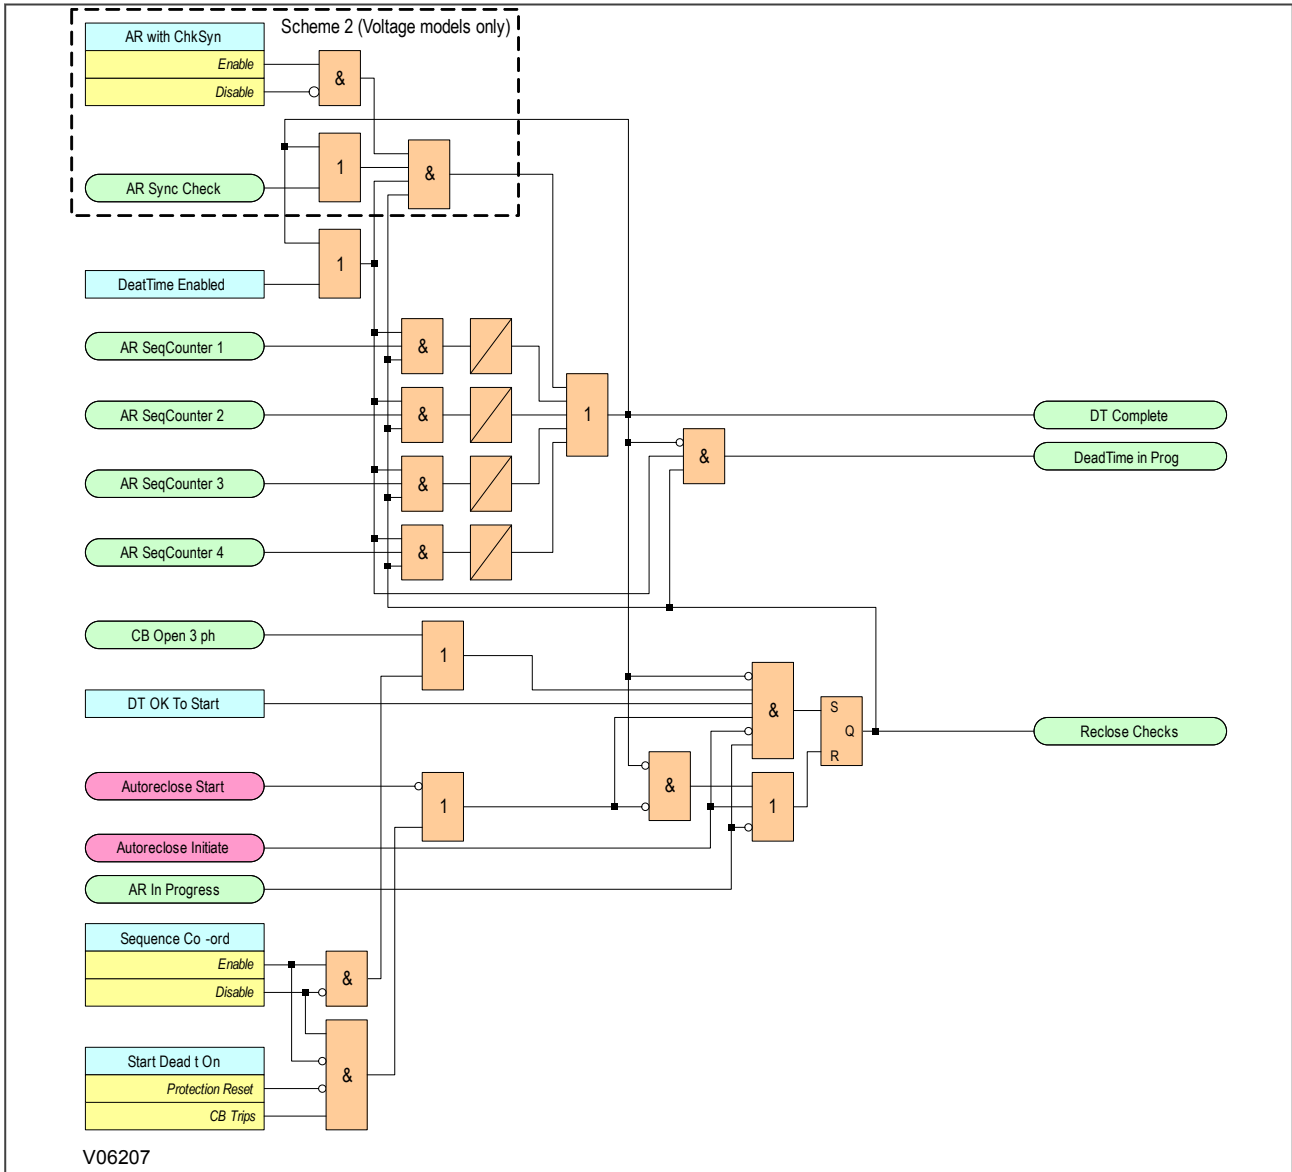 Scheme 2 (Voltage models only)
AR with ChkSyn
Enable
Disable
&
1
&
AR Sync Check
1
DeatTime Enabled
AR SeqCounter 1
&
AR SeqCounter 2
&
1
DT Complete
&
DeadTime in Prog
AR SeqCounter 3
&
AR SeqCounter 4
&
CB Open 3 ph
1
DT OK To Start
&
S
Q
R
Reclose Checks
Autoreclose Start
1
&
1
Autoreclose Initiate
AR In Progress
Sequence Co -ord
Enable
Disable
&
Start Dead t On
Protection Reset
CB Trips
&
V06207